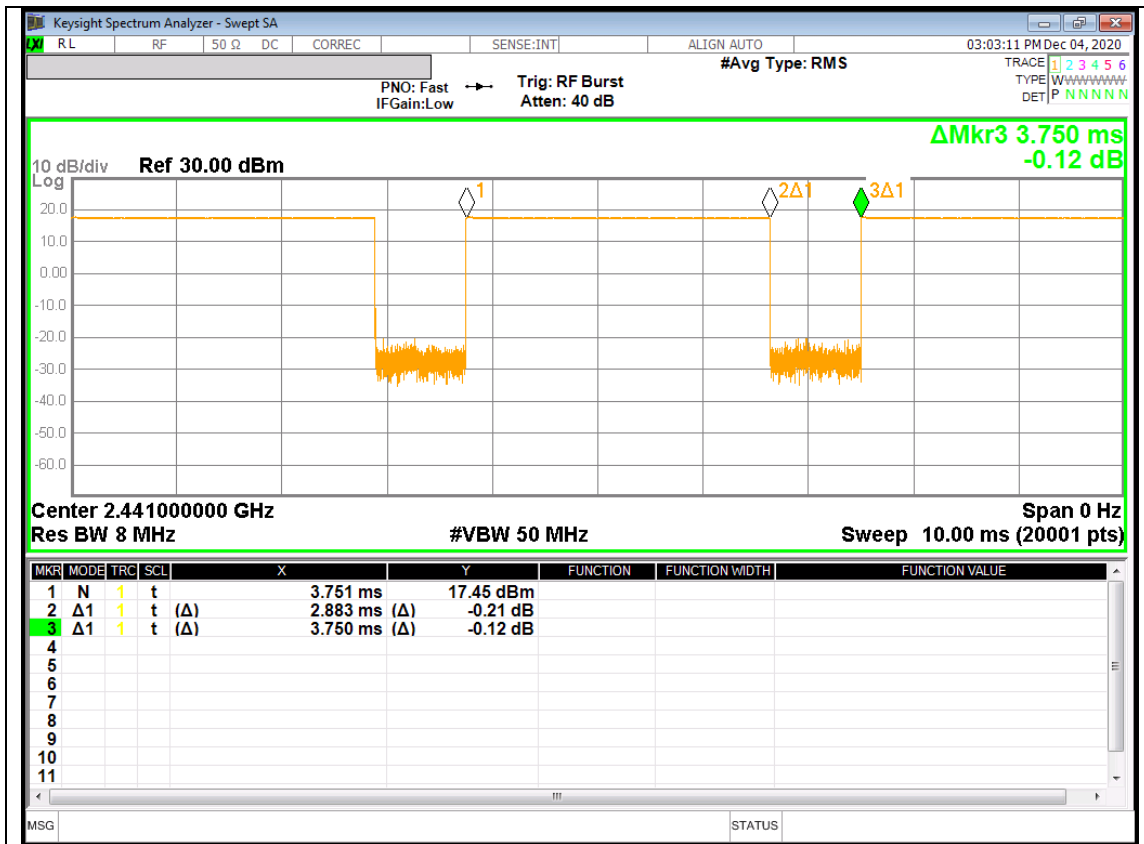 Keysight Spectrum Analyzer - Swept SA
LXI RL RF 50 Ω DC CORREC SENSE:INT ALIGN AUTO 03:03:11 PM Dec 04, 2020
#Avg Type: RMS TRACE 1 2 3 4 5 6
PNO: Fast Trig: RF Burst TYPE WWWWWWW
IFGain:Low Atten: 40 dB DET P N N N N N
ΔMkr3 3.750 ms
-0.12 dB
10 dB/div Ref 30.00 dBm
Log
1 2Δ1 3Δ1
20.0
10.0
0.00
-10.0
-20.0
-30.0
-40.0
-50.0
-60.0
Center 2.441000000 GHz Span 0 Hz
Res BW 8 MHz #VBW 50 MHz Sweep 10.00 ms (20001 pts)
MKR MODE TRC SCL X Y FUNCTION FUNCTION WIDTH FUNCTION VALUE
1 N 1 t 3.751 ms 17.45 dBm
2 Δ1 1 t (Δ) 2.883 ms (Δ) -0.21 dB
3 Δ1 1 t (Δ) 3.750 ms (Δ) -0.12 dB
4
5
6
7
8
9
10
11
MSG STATUS